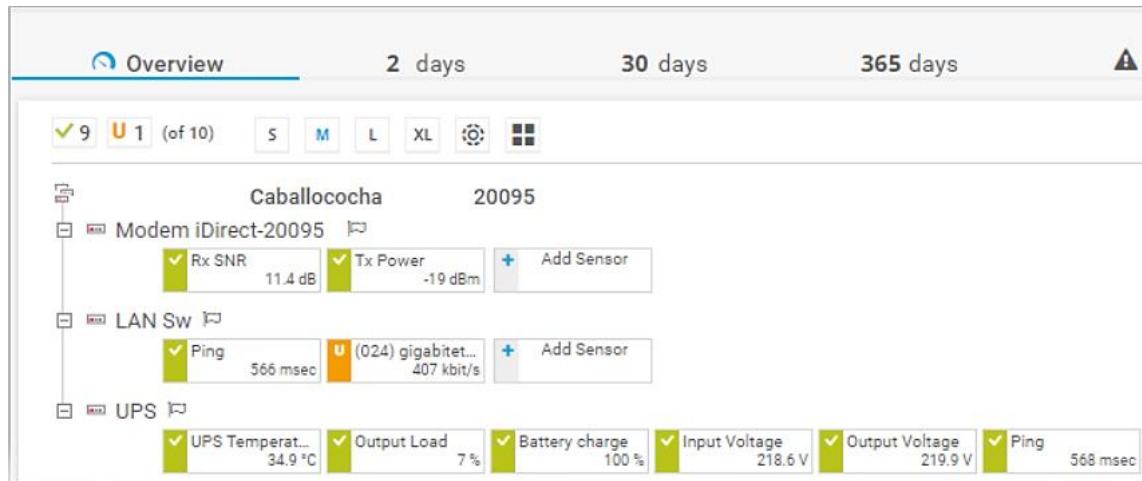 Overview 2 days 30 days 365 days
9 U 1 (of 10) S M L XL
Caballococha 20095
Modem iDirect-20095
Rx SNR Tx Power + Add Sensor
11.4 dB -19 dBm
LAN Sw
Ping U (024) gigabitet... + Add Sensor
566 msec 407 kbit/s
UPS
UPS Temperat... Output Load Battery charge Input Voltage Output Voltage Ping
34.9 °C 7 % 100 % 218.6 V 219.9 V 568 msec